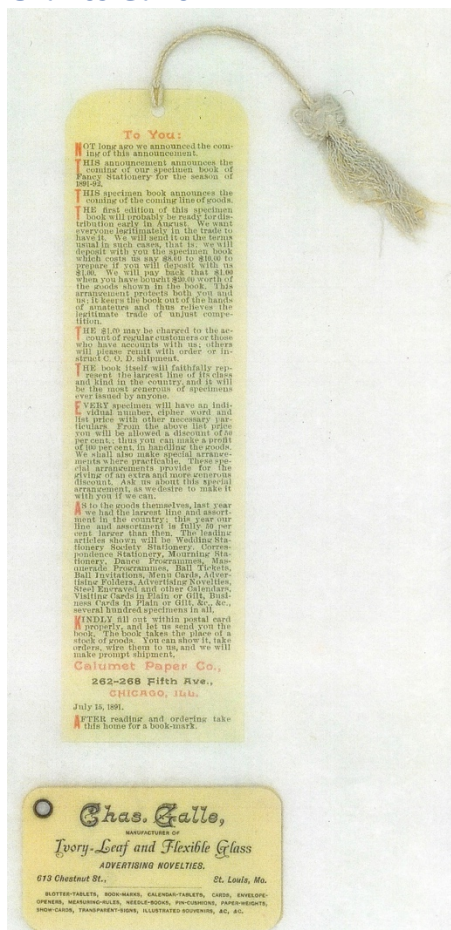 To You:
NOT long ago we announced the com-
ing of this announcement.
THIS announcement announces the
coming of our specimen book of
Fancy Stationery for the season of
1891-92.
THIS specimen book announces the
coming of the coming line of goods.
THE first edition of this specimen
book will probably be ready for dis-
tribution early in August. We want
everyone legitimately in the trade to
have it. We will send it on the terms
usual in such cases, that is, we will
deposit with you the specimen book
which costs us say $8.00 to $16.00 to
prepare if you will deposit with us
$1.00. We will pay back that $1.00
when you have bought $20.00 worth of
the goods shown in the book. This
arrangement protects both you and
us; it keeps the book out of the hands
of amateurs and thus relieves the
legitimate trade of unjust compe-
tition.
THE $1.00 may be charged to the ac-
count of regular customers or those
who have accounts with us; others
will please remit with order or in-
struct C. O. D. shipment.
THE book itself will faithfully rep-
resent the largest line of its class
and kind in the country, and it will
be the most generous of specimens
ever issued by anyone.
EVERY specimen will have an indi-
vidual number, cipher word and
list price with other necessary par-
ticulars. From the above list price
you will be allowed a discount of 50
per cent.; thus you can make a profit
of 100 per cent. in handling the goods.
We shall also make special arrange-
ments where practicable. These spe-
cial arrangements provide for the
giving of an extra and more generous
discount. Ask us about this special
arrangement, as we desire to make it
with you if we can.
AS to the goods themselves, last year
we had the largest line and assort-
ment in the country; this year our
line and assortment is fully 50 per
cent larger than then. The leading
articles shown will be Wedding Sta-
tionery Society Stationery, Corres-
pondence Stationery, Mourning Sta-
tionery, Dance Programmes, Mas-
querade Programmes, Ball Tickets,
Ball Invitations, Menu Cards, Adver-
tising Folders, Advertising Novelties,
Steel Engraved and other Calendars,
Visiting Cards in Plain or Gilt, Busi-
ness Cards in Plain or Gilt, &c., &c.,
several hundred specimens in all.
KINDLY fill out within postal card
properly, and let us send you the
book. The book takes the place of a
stock of goods. You can show it, take
orders, wire them to us, and we will
make prompt shipment.
Calumet Paper Co.,
262-268 Fifth Ave.,
CHICAGO, ILL.
July 15, 1891.
AFTER reading and ordering take
this home for a book-mark.
Chas. Galle,
MANUFACTURER OF
Ivory-Leaf and Flexible Glass
ADVERTISING NOVELTIES.
613 Chestnut St., St. Louis, Mo.
BLOTTER-TABLETS, BOOK-MARKS, CALENDAR-TABLETS, CARDS, ENVELOPE-
OPENERS, MEASURING-RULES, NEEDLE-BOOKS, PIN-CUSHIONS, PAPER-WEIGHTS,
SHOW-CARDS, TRANSPARENT-SIGNS, ILLUSTRATED SOUVENIRS, &C, &C.